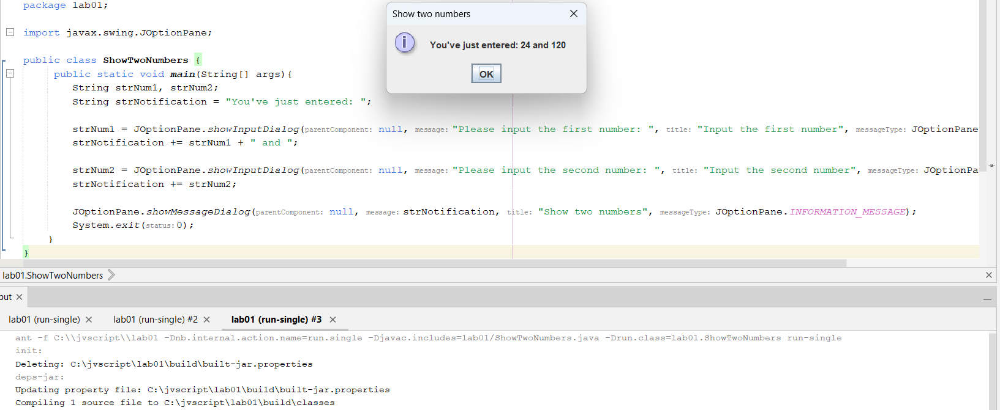 package lab01;
import javax.swing.JOptionPane;
public class ShowTwoNumbers {
public static void main(String[] args){
String strNum1, strNum2;
String strNotification = "You've just entered: ";
strNum1 = JOptionPane.showInputDialog(parentComponent: null, message: "Please input the first number: ", title: "Input the first number", messageType: JOptionPane
strNotification += strNum1 + " and ";
strNum2 = JOptionPane.showInputDialog(parentComponent: null, message: "Please input the second number: ", title: "Input the second number", messageType: JOptionPa
strNotification += strNum2;
JOptionPane.showMessageDialog(parentComponent: null, message: strNotification, title: "Show two numbers", messageType: JOptionPane.INFORMATION_MESSAGE);
System.exit(status: 0);
}
}
Show two numbers
i
You've just entered: 24 and 120
OK
lab01.ShowTwoNumbers
put
lab01 (run-single) lab01 (run-single) #2 lab01 (run-single) #3
ant -f C:\\jvscript\\lab01 -Dnb.internal.action.name=run.single -Djavac.includes=lab01/ShowTwoNumbers.java -Drun.class=lab01.ShowTwoNumbers run-single
init:
Deleting: C:\jvscript\lab01\build\built-jar.properties
deps-jar:
Updating property file: C:\jvscript\lab01\build\built-jar.properties
Compiling 1 source file to C:\jvscript\lab01\build\classes